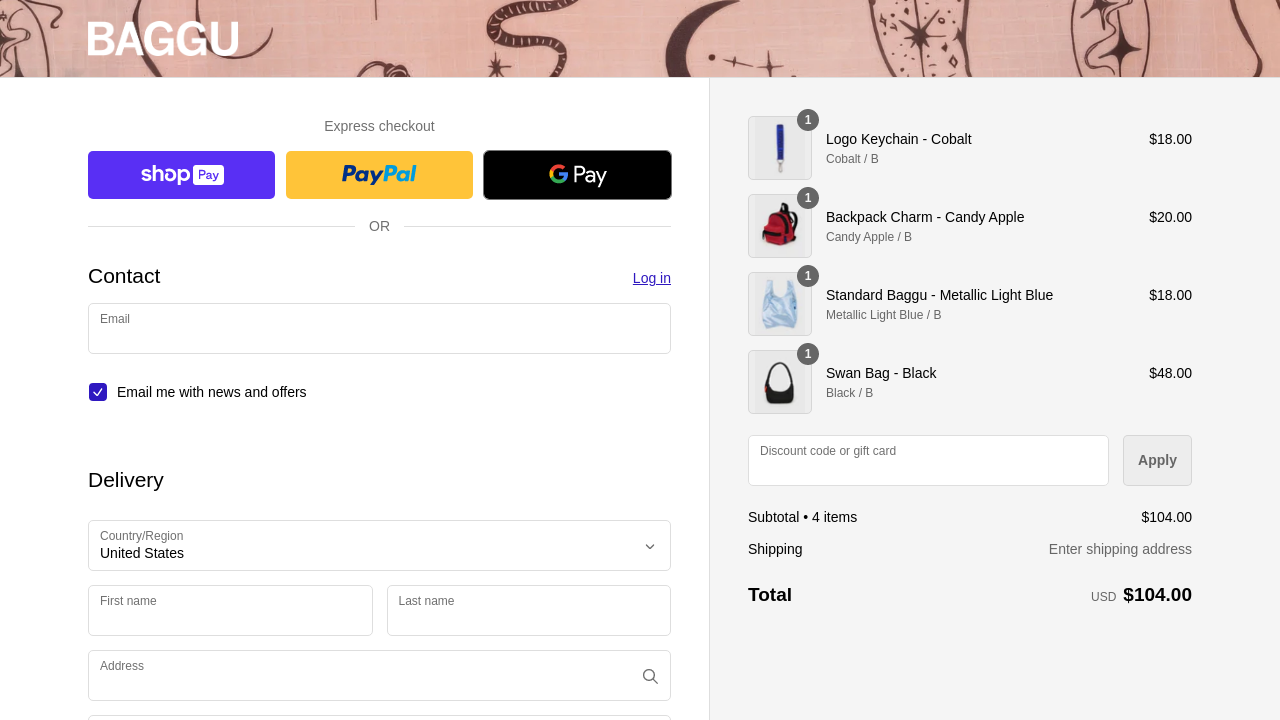 BAGGU
Express checkout
shop Pay
PayPal
G Pay
OR
Contact
Log in
Email
Email me with news and offers
Delivery
Country/Region
United States
First name
Last name
Address
1
Logo Keychain - Cobalt
$18.00
Cobalt / B
1
Backpack Charm - Candy Apple
$20.00
Candy Apple / B
1
Standard Baggu - Metallic Light Blue
$18.00
Metallic Light Blue / B
1
Swan Bag - Black
$48.00
Black / B
Discount code or gift card
Apply
Subtotal • 4 items
$104.00
Shipping
Enter shipping address
Total
USD $104.00